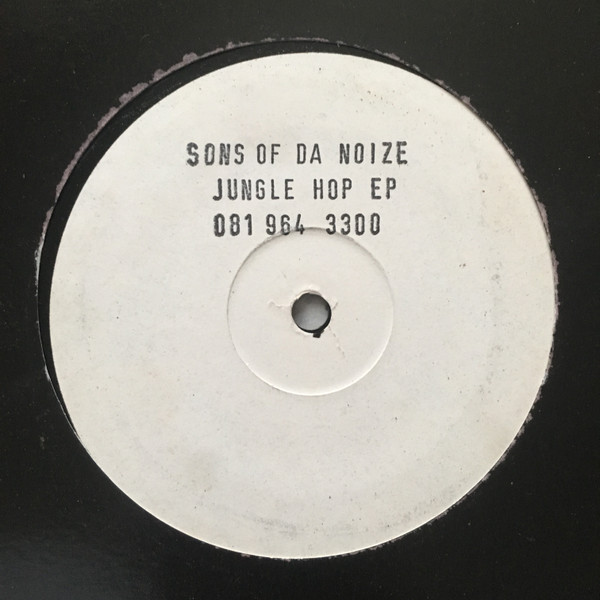 SONS OF DA NOIZE
JUNGLE HOP EP
081 964 3300